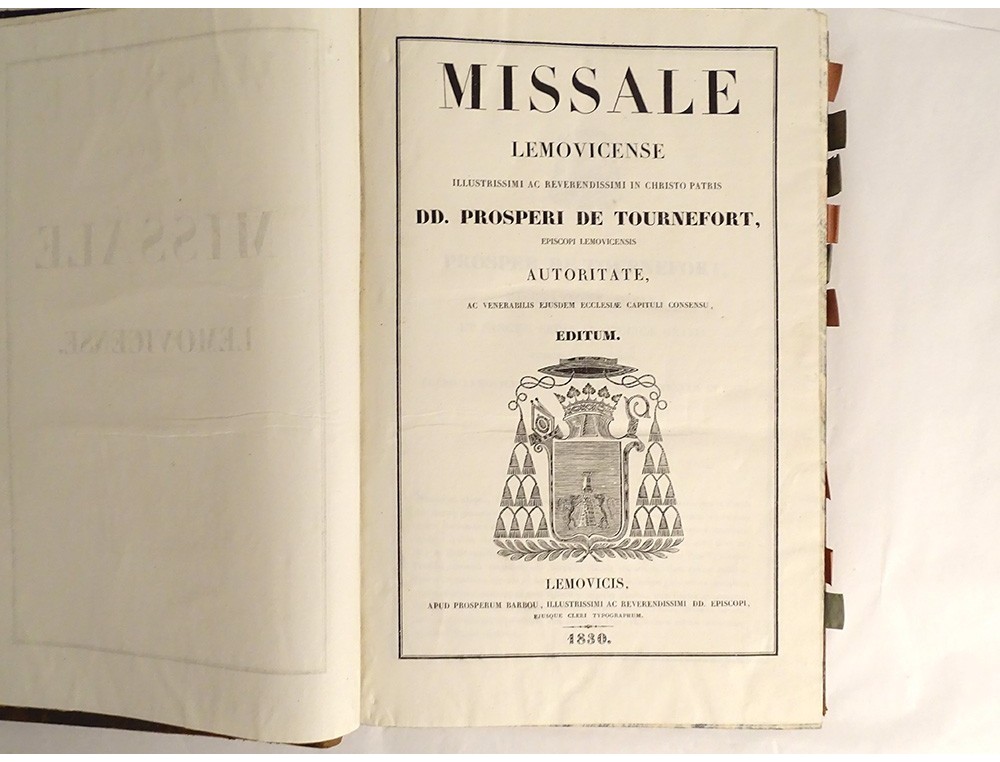 MISSALE
LEMOVICENSE
ILLUSTRISSIMI AC REVERENDISSIMI IN CHRISTO PATRIS
DD. PROSPERI DE TOURNEFORT,
EPISCOPI LEMOVICENSIS
AUTORITATE,
AC VENERABILIS EJUSDEM ECCLESIÆ CAPITULI CONSENSU,
EDITUM.
LEMOVICIS,
APUD PROSPERUM BARBOU, ILLUSTRISSIMI AC REVERENDISSIMI DD. EPISCOPI,
EJUSQUE CLERI TYPOGRAPHUM.
1830.